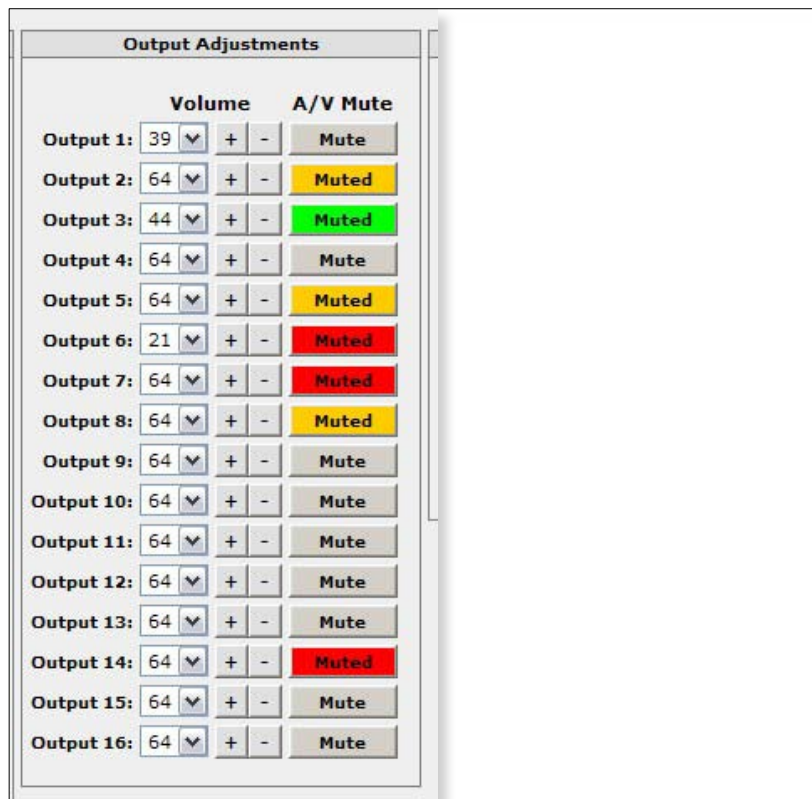 Output Adjustments
Volume A/V Mute
Output 1: 39 + - Mute
Output 2: 64 + - Muted
Output 3: 44 + - Muted
Output 4: 64 + - Mute
Output 5: 64 + - Muted
Output 6: 21 + - Muted
Output 7: 64 + - Muted
Output 8: 64 + - Muted
Output 9: 64 + - Mute
Output 10: 64 + - Mute
Output 11: 64 + - Mute
Output 12: 64 + - Mute
Output 13: 64 + - Mute
Output 14: 64 + - Muted
Output 15: 64 + - Mute
Output 16: 64 + - Mute